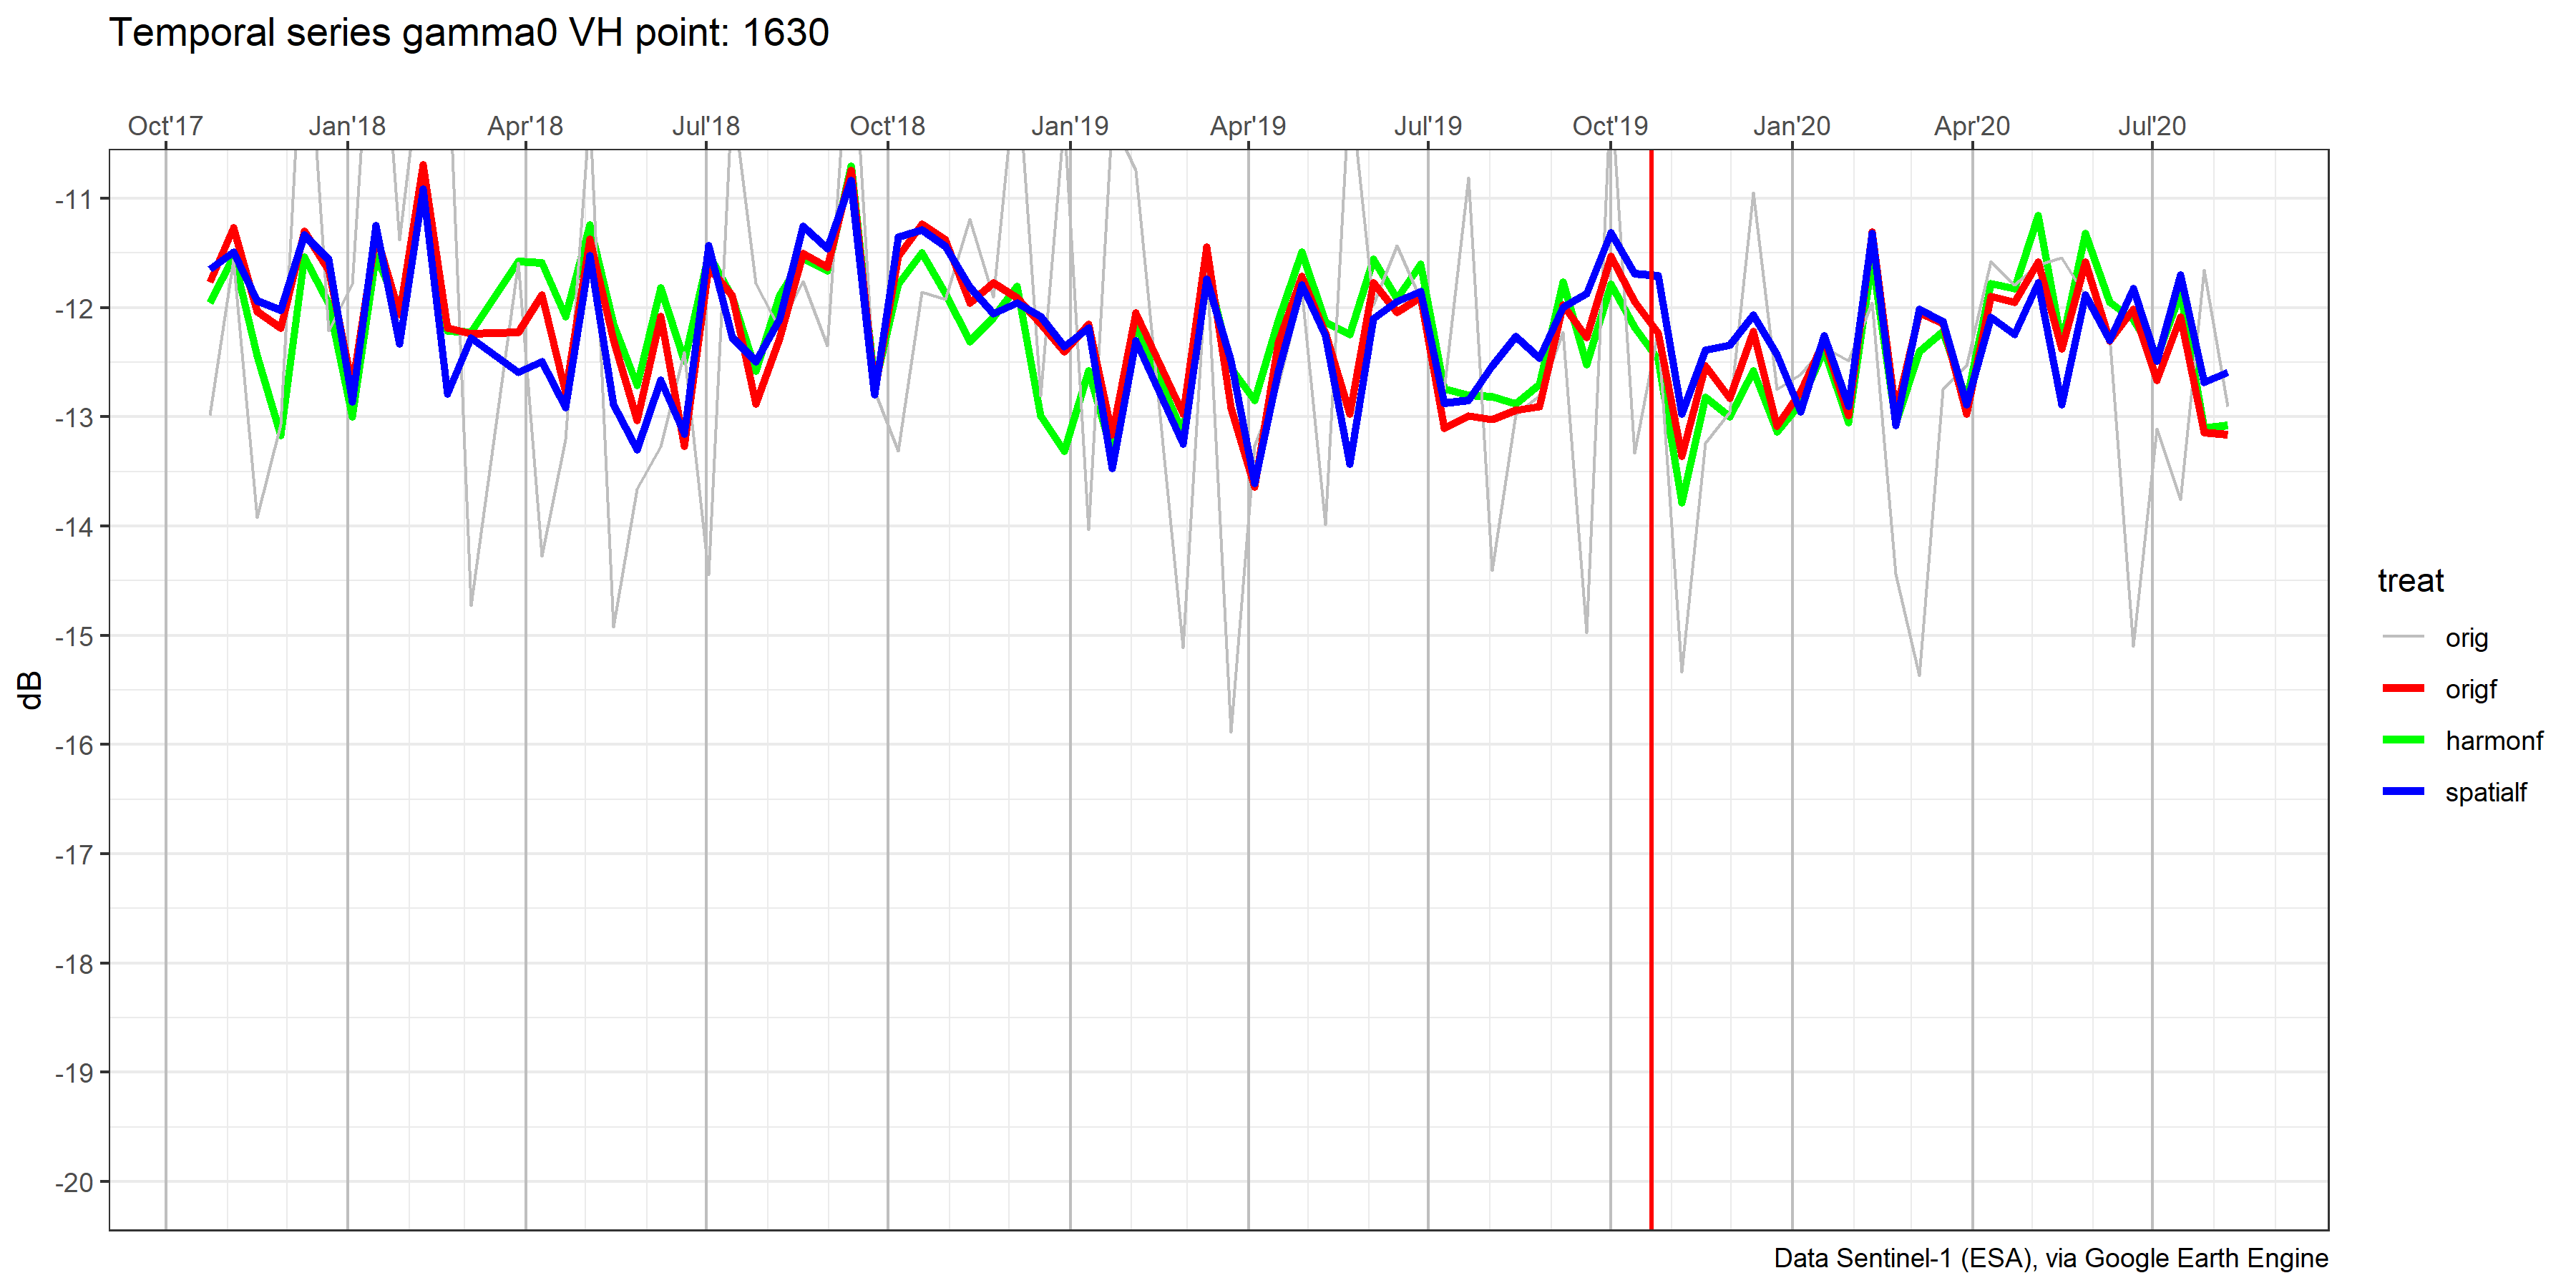 Temporal series gamma0 VH point: 1630
Oct'17 Jan'18 Apr'18 Jul'18 Oct'18 Jan'19 Apr'19 Jul'19 Oct'19 Jan'20 Apr'20 Jul'20
-11
-12
-13
-14
-15
-16
-17
-18
-19
-20
dB
treat
orig
origf
harmonf
spatialf
Data Sentinel-1 (ESA), via Google Earth Engine